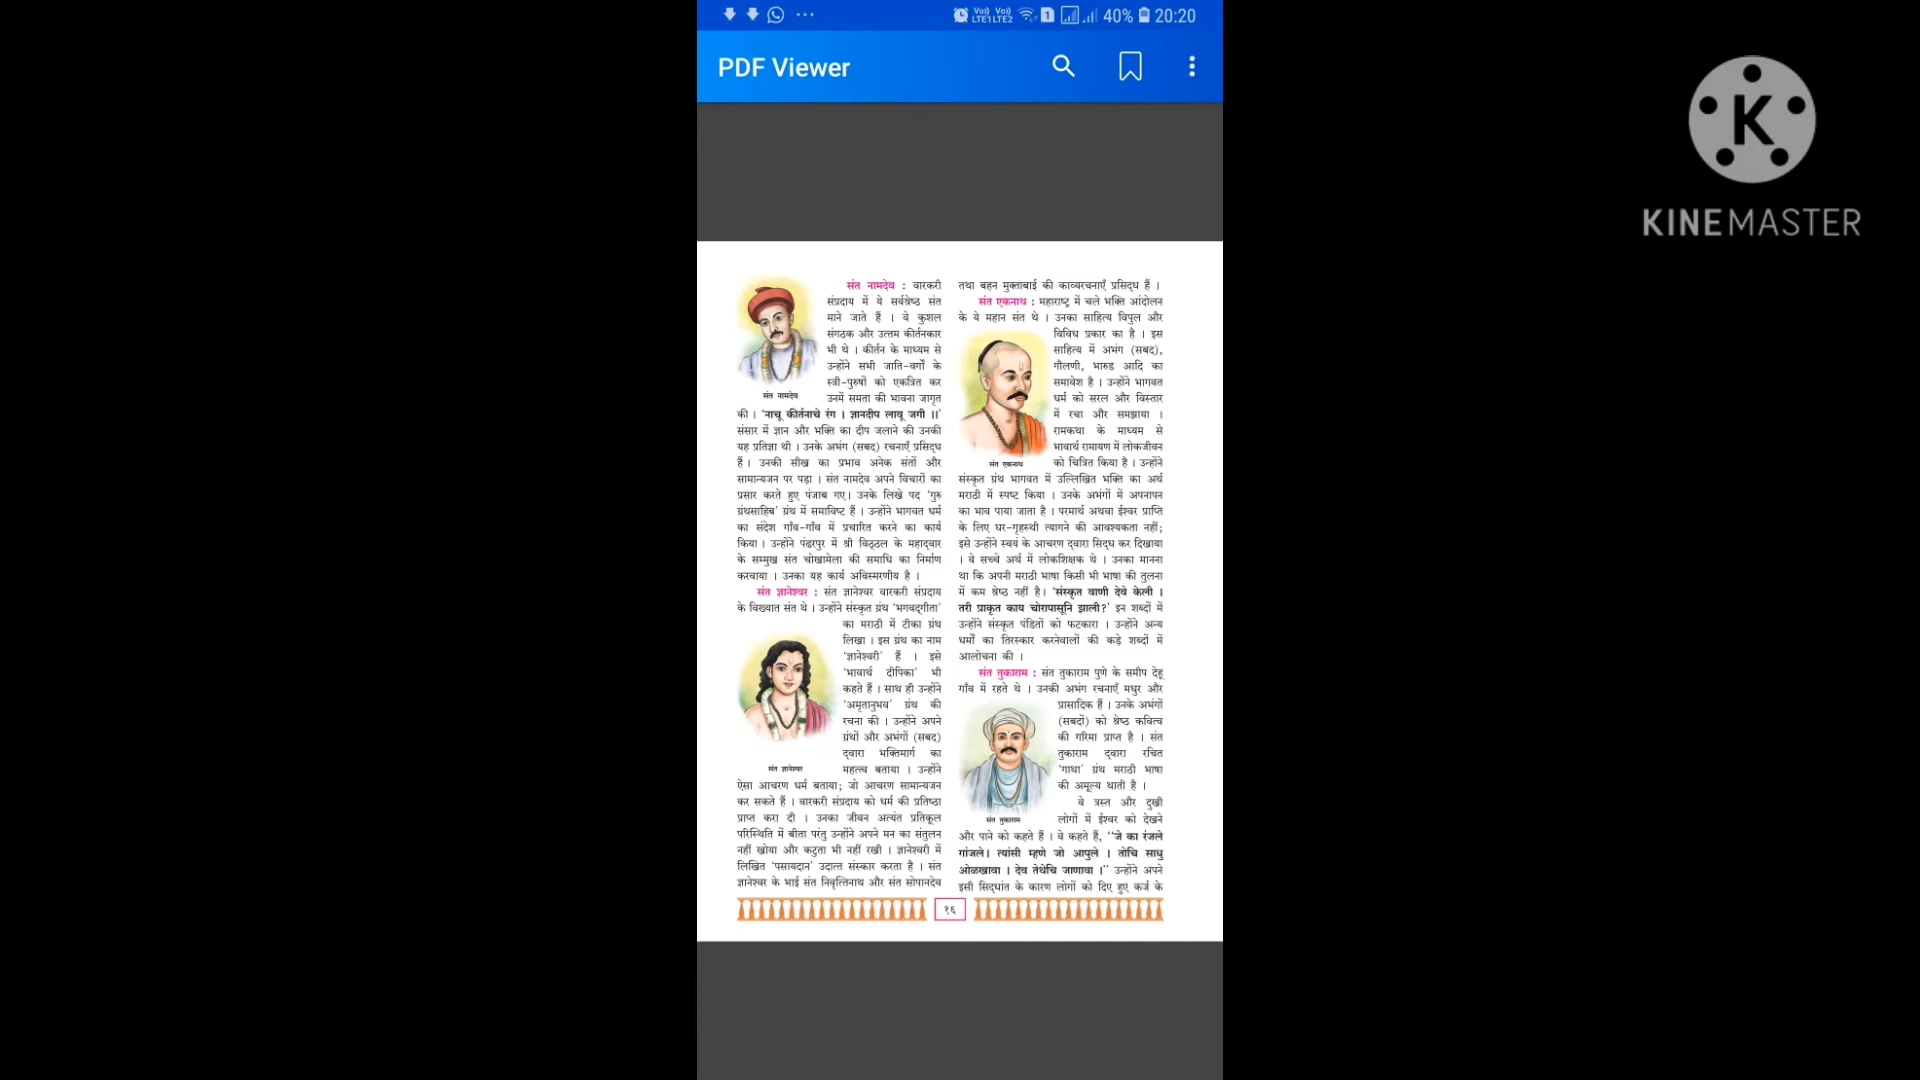 Vo) Vo)
LTE1 LTE2 1 40% 20:20
PDF Viewer
K
KINEMASTER
संत नामदेव : वारकरी
संप्रदाय में ये सर्वश्रेष्ठ संत
माने जाते हैं । वे कुशल
संगठक और उत्तम कीर्तनकार
भी थे । कीर्तन के माध्यम से
उन्होंने सभी जाति-वर्गों के
स्त्री-पुरुषों को एकत्रित कर
उनमें समता की भावना जागृत
संत नामदेव
की । 'नाचू कीर्तनाचे रंग । ज्ञानदीप लावू जगी ।।'
संसार में ज्ञान और भक्ति का दीप जलाने की उनकी
यह प्रतिज्ञा थी । उनके अभंग (सबद) रचनाएँ प्रसिद्ध
हैं । उनकी सीख का प्रभाव अनेक संतों और
सामान्यजन पर पड़ा । संत नामदेव अपने विचारों का
प्रसार करते हुए पंजाब गए। उनके लिखे पद 'गुरु
ग्रंथसाहिब' ग्रंथ में समाविष्ट हैं । उन्होंने भागवत धर्म
का संदेश गाँव-गाँव में प्रचारित करने का कार्य
किया । उन्होंने पंढरपुर में श्री विठ्ठल के महाद्वार
के सम्मुख संत चोखामेला की समाधि का निर्माण
करवाया । उनका यह कार्य अविस्मरणीय है ।
संत ज्ञानेश्वर : संत ज्ञानेश्वर वारकरी संप्रदाय
के विख्यात संत थे । उन्होंने संस्कृत ग्रंथ 'भगवद्गीता'
का मराठी में टीका ग्रंथ
लिखा । इस ग्रंथ का नाम
'ज्ञानेश्वरी' हैं । इसे
'भावार्थ दीपिका' भी
कहते हैं । साथ ही उन्होंने
'अमृतानुभव' ग्रंथ की
रचना की । उन्होंने अपने
ग्रंथों और अभंगों (सबद)
द्वारा भक्तिमार्ग का
महत्त्व बताया । उन्होंने
संत ज्ञानेश्वर
ऐसा आचरण धर्म बताया; जो आचरण सामान्यजन
कर सकते हैं । वारकरी संप्रदाय को धर्म की प्रतिष्ठा
प्राप्त करा दी । उनका जीवन अत्यंत प्रतिकूल
परिस्थिति में बीता परंतु उन्होंने अपने मन का संतुलन
नहीं खोया और कटुता भी नहीं रखी । ज्ञानेश्वरी में
लिखित 'पसायदान' उदात्त संस्कार करता है । संत
ज्ञानेश्वर के भाई संत निवृत्तिनाथ और संत सोपानदेव
तथा बहन मुक्ताबाई की काव्यरचनाएँ प्रसिद्ध हैं ।
संत एकनाथ : महाराष्ट्र में चले भक्ति आंदोलन
के ये महान संत थे । उनका साहित्य विपुल और
विविध प्रकार का है । इस
साहित्य में अभंग (सबद),
गौलणी, भारुड आदि का
समावेश है । उन्होंने भागवत
धर्म को सरल और विस्तार
में रचा और समझाया ।
रामकथा के माध्यम से
भावार्थ रामायण में लोकजीवन
को चित्रित किया है । उन्होंने
संत एकनाथ
संस्कृत ग्रंथ भागवत में उल्लिखित भक्ति का अर्थ
मराठी में स्पष्ट किया । उनके अभंगों में अपनापन
का भाव पाया जाता है । परमार्थ अथवा ईश्वर प्राप्ति
के लिए घर-गृहस्थी त्यागने की आवश्यकता नहीं;
इसे उन्होंने स्वयं के आचरण द्वारा सिद्ध कर दिखाया
। वे सच्चे अर्थ में लोकशिक्षक थे । उनका मानना
था कि अपनी मराठी भाषा किसी भी भाषा की तुलना
में कम श्रेष्ठ नहीं है। 'संस्कृत वाणी देवे केली ।
तरी प्राकृत काय चोरापासूनि झाली?' इन शब्दों में
उन्होंने संस्कृत पंडितों को फटकारा । उन्होंने अन्य
धर्मों का तिरस्कार करनेवालों की कड़े शब्दों में
आलोचना की ।
संत तुकाराम : संत तुकाराम पुणे के समीप देहू
गाँव में रहते थे । उनकी अभंग रचनाएँ मधुर और
प्रासादिक हैं । उनके अभंगों
(सबदों) को श्रेष्ठ कवित्व
की गरिमा प्राप्त है । संत
तुकाराम द्वारा रचित
'गाथा' ग्रंथ मराठी भाषा
की अमूल्य थाती है ।
वे त्रस्त और दुखी
लोगों में ईश्वर को देखने
संत तुकाराम
और पाने को कहते हैं । वे कहते हैं, ''जे का रंजले
गांजले। त्यांसी म्हणे जो आपुले । तोचि साधु
ओळखावा । देव तेथेचि जाणावा ।'' उन्होंने अपने
इसी सिद्धांत के कारण लोगों को दिए हुए कर्ज के
१६